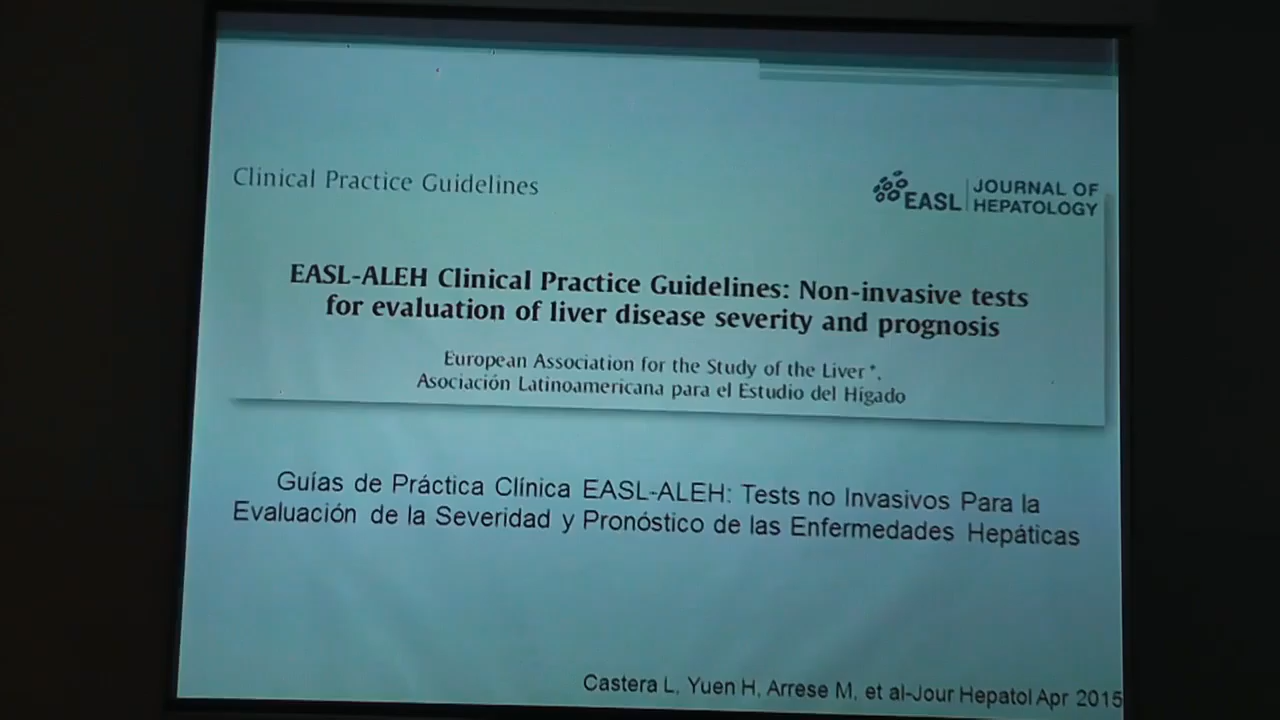 Clinical Practice Guidelines
EASL
JOURNAL OF
HEPATOLOGY
EASL-ALEH Clinical Practice Guidelines: Non-invasive tests
for evaluation of liver disease severity and prognosis
European Association for the Study of the Liver*,
Asociación Latinoamericana para el Estudio del Hígado
Guías de Práctica Clínica EASL-ALEH: Tests no Invasivos Para la
Evaluación de la Severidad y Pronóstico de las Enfermedades Hepáticas
Castera L, Yuen H, Arrese M, et al-Jour Hepatol Apr 2015